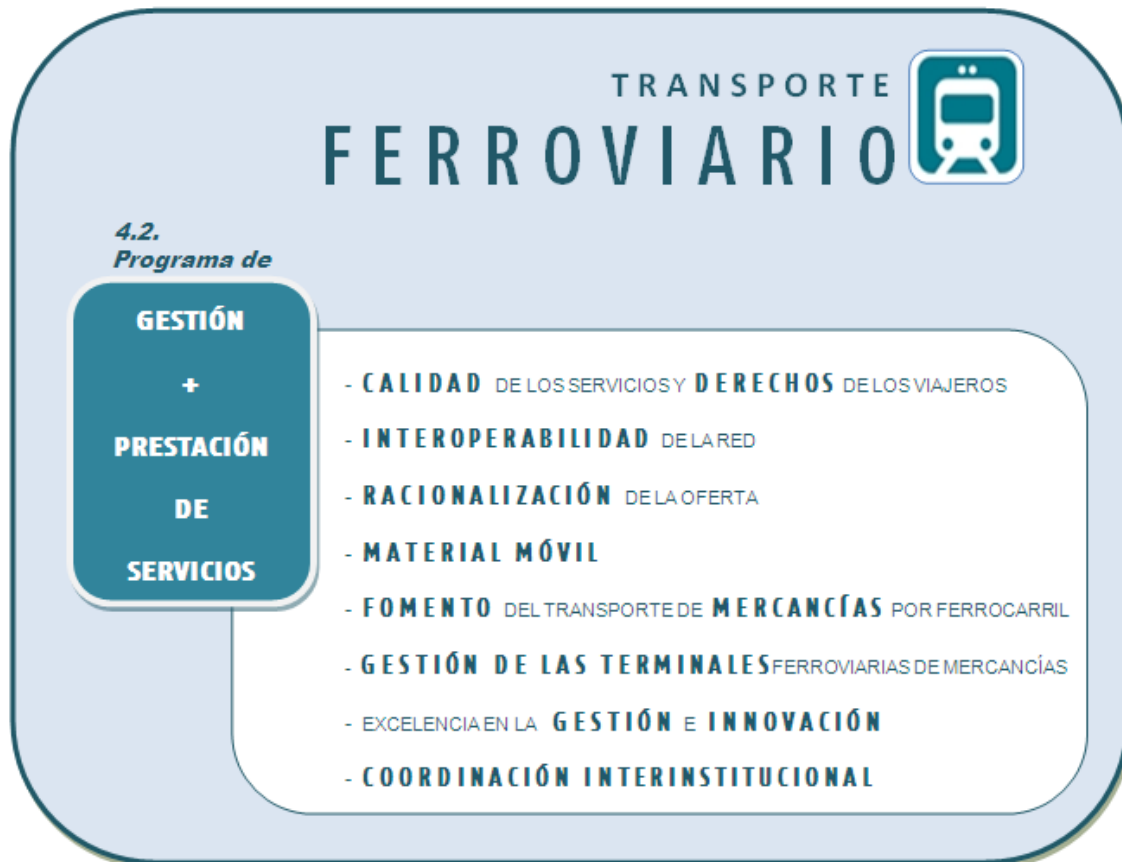 TRANSPORTE
FERROVIARIO
4.2.
Programa de
GESTIÓN
+
PRESTACIÓN
DE
SERVICIOS
- CALIDAD DE LOS SERVICIOS Y DERECHOS DE LOS VIAJEROS
- INTEROPERABILIDAD DE LA RED
- RACIONALIZACIÓN DE LA OFERTA
- MATERIAL MÓVIL
- FOMENTO DEL TRANSPORTE DE MERCANCÍAS POR FERROCARRIL
- GESTIÓN DE LAS TERMINALES FERROVIARIAS DE MERCANCÍAS
- EXCELENCIA EN LA GESTIÓN E INNOVACIÓN
- COORDINACIÓN INTERINSTITUCIONAL